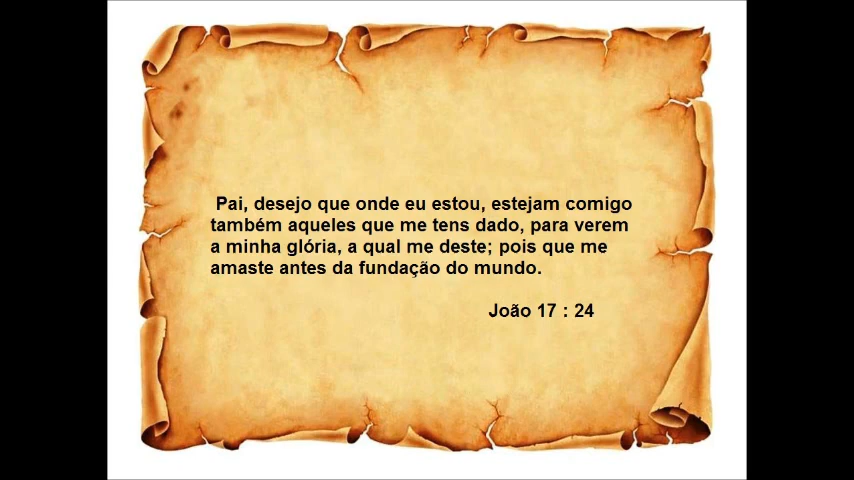 Pai, desejo que onde eu estou, estejam comigo
também aqueles que me tens dado, para verem
a minha glória, a qual me deste; pois que me
amaste antes da fundação do mundo.
João 17 : 24